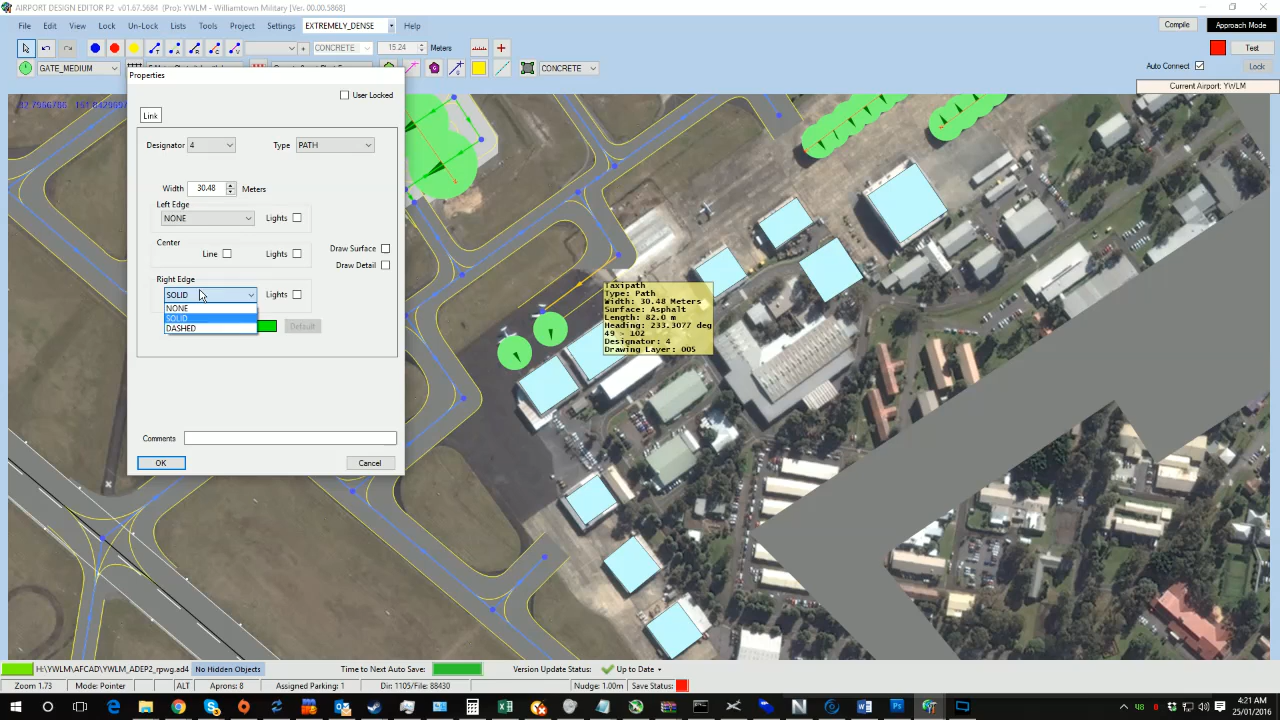 AIRPORT DESIGN EDITOR P2 v01.67.5684 (Pro): YWLM - Williamtown Military [Ver. 00.00.5868]
File Edit View Lock Un-Lock Lists Tools Project Settings EXTREMELY_DENSE Help
Compile Approach Mode
CONCRETE 15.24 Meters
Test
GATE_MEDIUM
CONCRETE
Auto Connect
Lock
Current Airport: YWLM
Properties
User Locked
Link
Designator 4 Type PATH
Width 30.48 Meters
Left Edge
NONE Lights
Center
Line Lights
Draw Surface
Draw Detail
Right Edge
SOLID Lights
NONE
SOLID
DASHED
Default
Comments
OK Cancel
Taxipath
Type: Path
Width: 30.48 Meters
Surface: Asphalt
Length: 82.0 m
Heading: 233.3077 deg
49 - 102
Designator: 4
Drawing Layer: 005
H:\YWLM\AFCAD\YWLM_ADEP2_rpwg.ad4 No Hidden Objects Time to Next Auto Save: Version Update Status: Up to Date
Zoom 1.73 Mode: Pointer ALT Aprons: 8 Assigned Parking: 1 Dir: 1105/File: 88430 Nudge: 1.00m Save Status:
4:21 AM
25/01/2016